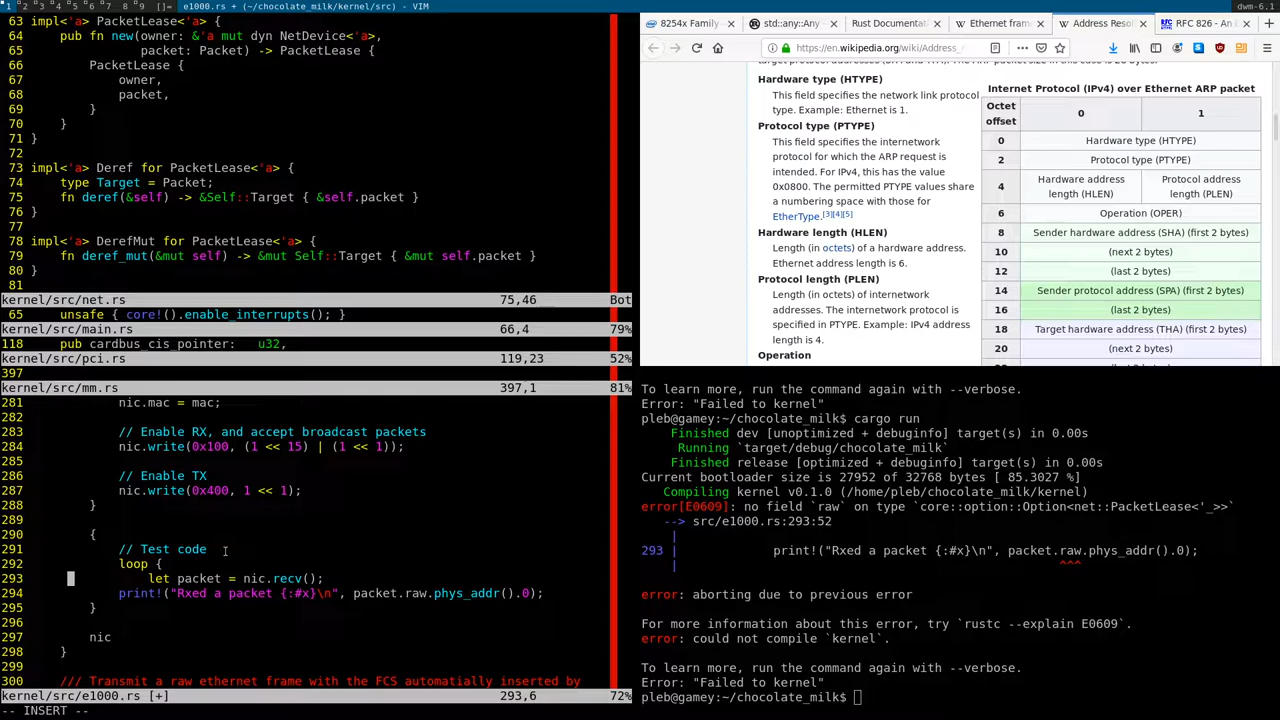 1 2 3 4 5 6 7 8 9 []= e1000.rs + (~/chocolate_milk/kernel/src) - VIM dwm-6.1
63 impl<'a> PacketLease<'a> {
64 pub fn new(owner: &'a mut dyn NetDevice<'a>,
65 packet: Packet) -> PacketLease {
66 PacketLease {
67 owner,
68 packet,
69 }
70 }
71 }
72
73 impl<'a> Deref for PacketLease<'a> {
74 type Target = Packet;
75 fn deref(&self) -> &Self::Target { &self.packet }
76 }
77
78 impl<'a> DerefMut for PacketLease<'a> {
79 fn deref_mut(&mut self) -> &mut Self::Target { &mut self.packet }
80 }
81
kernel/src/net.rs 75,46 Bot
65 unsafe { core!().enable_interrupts(); }
kernel/src/main.rs 66,4 79%
118 pub cardbus_cis_pointer: u32,
kernel/src/pci.rs 119,23 52%
397
kernel/src/mm.rs 397,1 81%
281 nic.mac = mac;
282
283 // Enable RX, and accept broadcast packets
284 nic.write(0x100, (1 << 15) | (1 << 1));
285
286 // Enable TX
287 nic.write(0x400, 1 << 1);
288 }
289
290 {
291 // Test code
292 loop {
293 let packet = nic.recv();
294 print!("Rxed a packet {:#x}\n", packet.raw.phys_addr().0);
295 }
296
297 nic
298 }
299
300 /// Transmit a raw ethernet frame with the FCS automatially inserted by
kernel/src/e1000.rs [+] 293,6 72%
-- INSERT --
8254x Family std::any::Any Rust Documentat Ethernet fram Address Resol RFC 826 - An E
https://en.wikipedia.org/wiki/Address_
Hardware type (HTYPE)
This field specifies the network link protocol
type. Example: Ethernet is 1.
Protocol type (PTYPE)
This field specifies the internetwork
protocol for which the ARP request is
intended. For IPv4, this has the value
0x0800. The permitted PTYPE values share
a numbering space with those for
EtherType.[3][4][5]
Hardware length (HLEN)
Length (in octets) of a hardware address.
Ethernet address length is 6.
Protocol length (PLEN)
Length (in octets) of internetwork
addresses. The internetwork protocol is
specified in PTYPE. Example: IPv4 address
length is 4.
Operation
Internet Protocol (IPv4) over Ethernet ARP packet
Octet offset 0 1
0 Hardware type (HTYPE)
2 Protocol type (PTYPE)
4 Hardware address length (HLEN) Protocol address length (PLEN)
6 Operation (OPER)
8 Sender hardware address (SHA) (first 2 bytes)
10 (next 2 bytes)
12 (last 2 bytes)
14 Sender protocol address (SPA) (first 2 bytes)
16 (last 2 bytes)
18 Target hardware address (THA) (first 2 bytes)
20 (next 2 bytes)
To learn more, run the command again with --verbose.
Error: "Failed to kernel"
pleb@gamey:~/chocolate_milk$ cargo run
Finished dev [unoptimized + debuginfo] target(s) in 0.00s
Running `target/debug/chocolate_milk`
Finished release [optimized + debuginfo] target(s) in 0.00s
Current bootloader size is 27952 of 32768 bytes [ 85.3027 %]
Compiling kernel v0.1.0 (/home/pleb/chocolate_milk/kernel)
error[E0609]: no field `raw` on type `core::option::Option<net::PacketLease<'_>>`
--> src/e1000.rs:293:52
|
293 | print!("Rxed a packet {:#x}\n", packet.raw.phys_addr().0);
| ^^^
error: aborting due to previous error
For more information about this error, try `rustc --explain E0609`.
error: could not compile `kernel`.
To learn more, run the command again with --verbose.
Error: "Failed to kernel"
pleb@gamey:~/chocolate_milk$